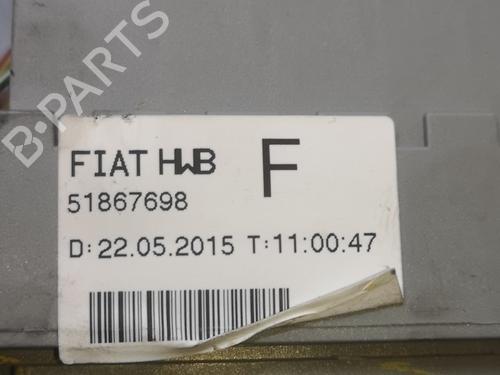 B-PARTS
FIAT HWB F
51867698
D: 22.05.2015 T: 11:00:47